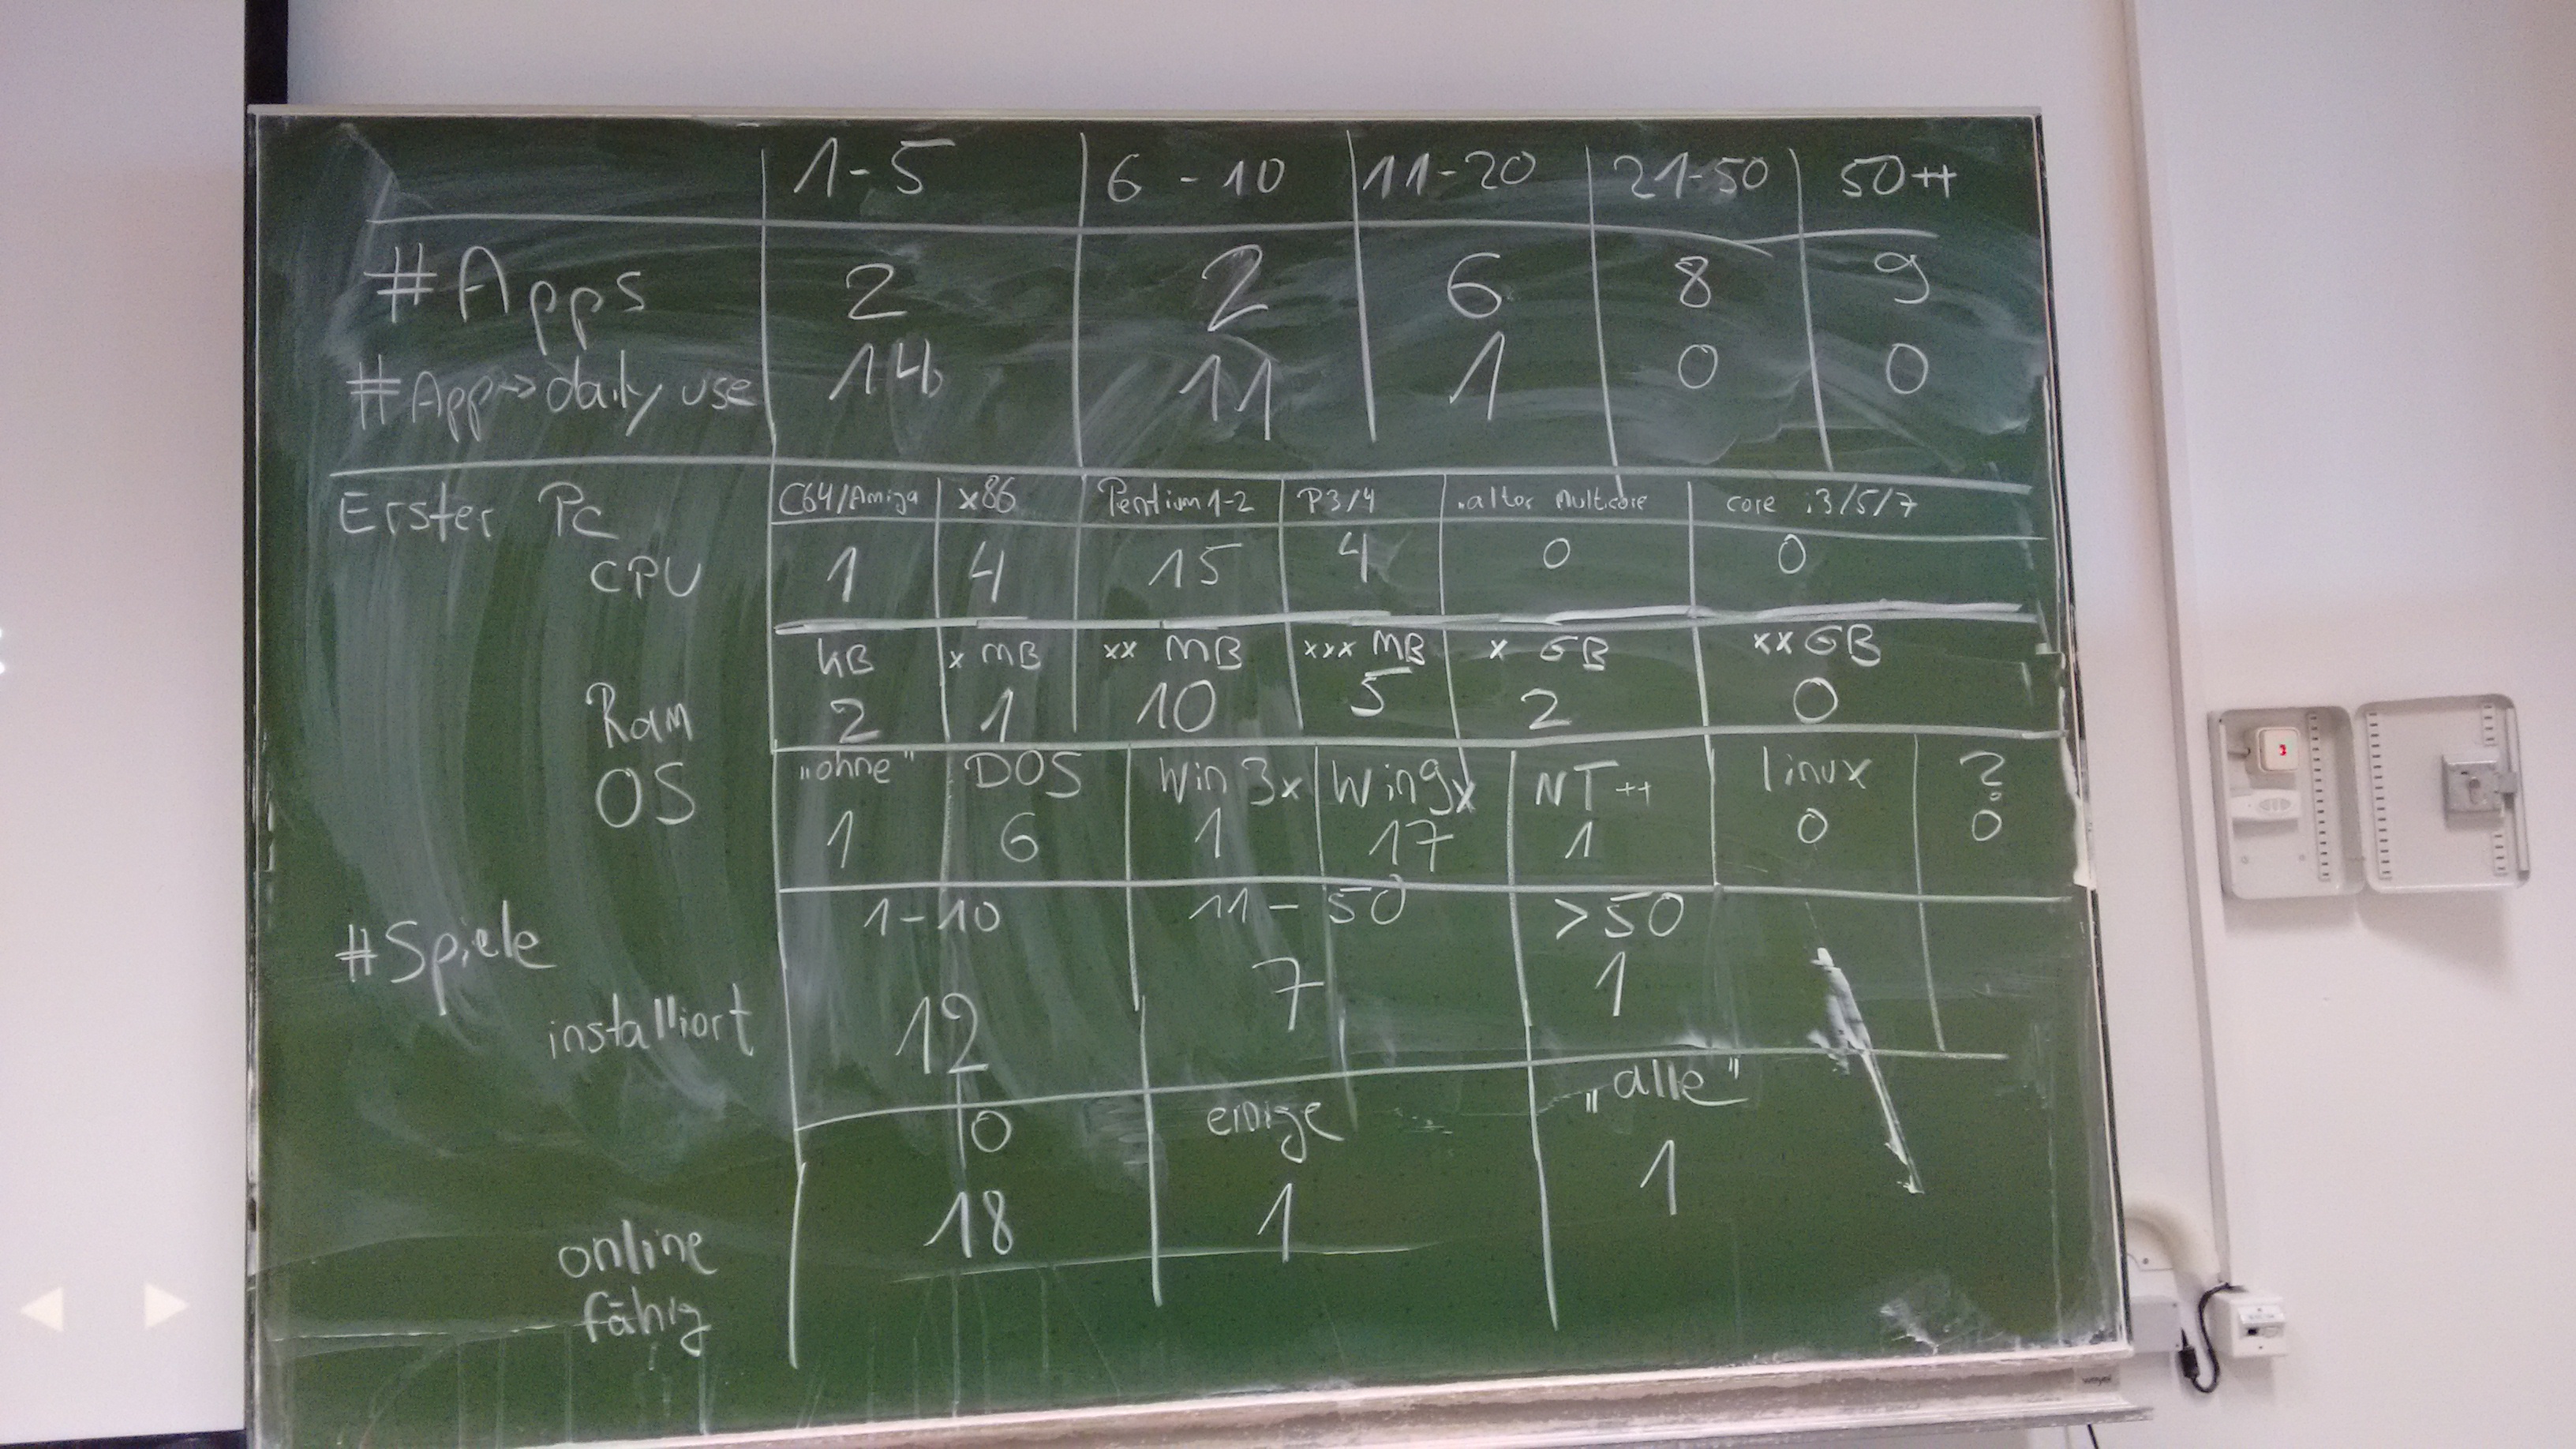 1-5 6-10 11-20 21-50 50++
#Apps 2 2 6 8 9
#App→daily use 14 11 1 0 0
Erster Pc C64/Amiga x86 Pentium 1-2 P3/4 alter Multicore core i3/5/7
CPU 1 4 15 4 0 0
kB x MB xx MB xxx MB x GB xx GB
Ram 2 1 10 5 2 0
„ohne" DOS Win 3x Win9x NT++ linux ?
OS 1 6 1 17 1 0 0
#Spiele 1-10 11-50 >50
installiert 12 7 1
0 einige „alle"
online 18 1 1
fähig